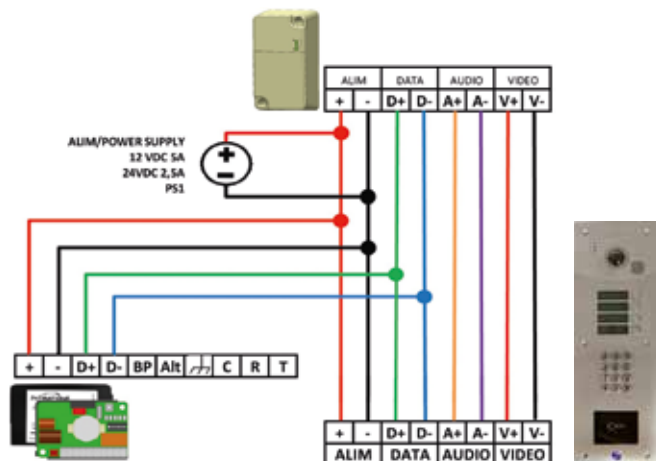 ALIM DATA AUDIO VIDEO
+ - D+ D- A+ A- V+ V-
ALIM/POWER SUPPLY
12 VDC 5A
24VDC 2,5A
PS1
+
-
+ - D+ D- BP Alt C R T
+ - D+ D- A+ A- V+ V-
ALIM DATA AUDIO VIDEO